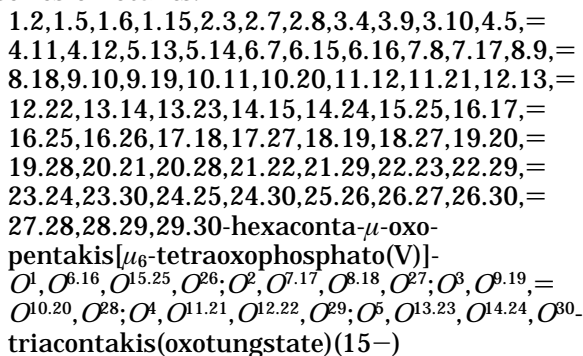 1.2,1.5,1.6,1.15,2.3,2.7,2.8,3.4,3.9,3.10,4.5,=
4.11,4.12,5.13,5.14,6.7,6.15,6.16,7.8,7.17,8.9,=
8.18,9.10,9.19,10.11,10.20,11.12,11.21,12.13,=
12.22,13.14,13.23,14.15,14.24,15.25,16.17,=
16.25,16.26,17.18,17.27,18.19,18.27,19.20,=
19.28,20.21,20.28,21.22,21.29,22.23,22.29,=
23.24,23.30,24.25,24.30,25.26,26.27,26.30,=
27.28,28.29,29.30-hexaconta-μ-oxo-
pentakis[μ₆-tetraoxophosphato(V)]-
O¹,O⁶·¹⁶,O¹⁵·²⁵,O²⁶;O²,O⁷·¹⁷,O⁸·¹⁸,O²⁷;O³,O⁹·¹⁹,=
O¹⁰·²⁰,O²⁸;O⁴,O¹¹·²¹,O¹²·²²,O²⁹;O⁵,O¹³·²³,O¹⁴·²⁴,O³⁰-
triacontakis(oxotungstate)(15−)